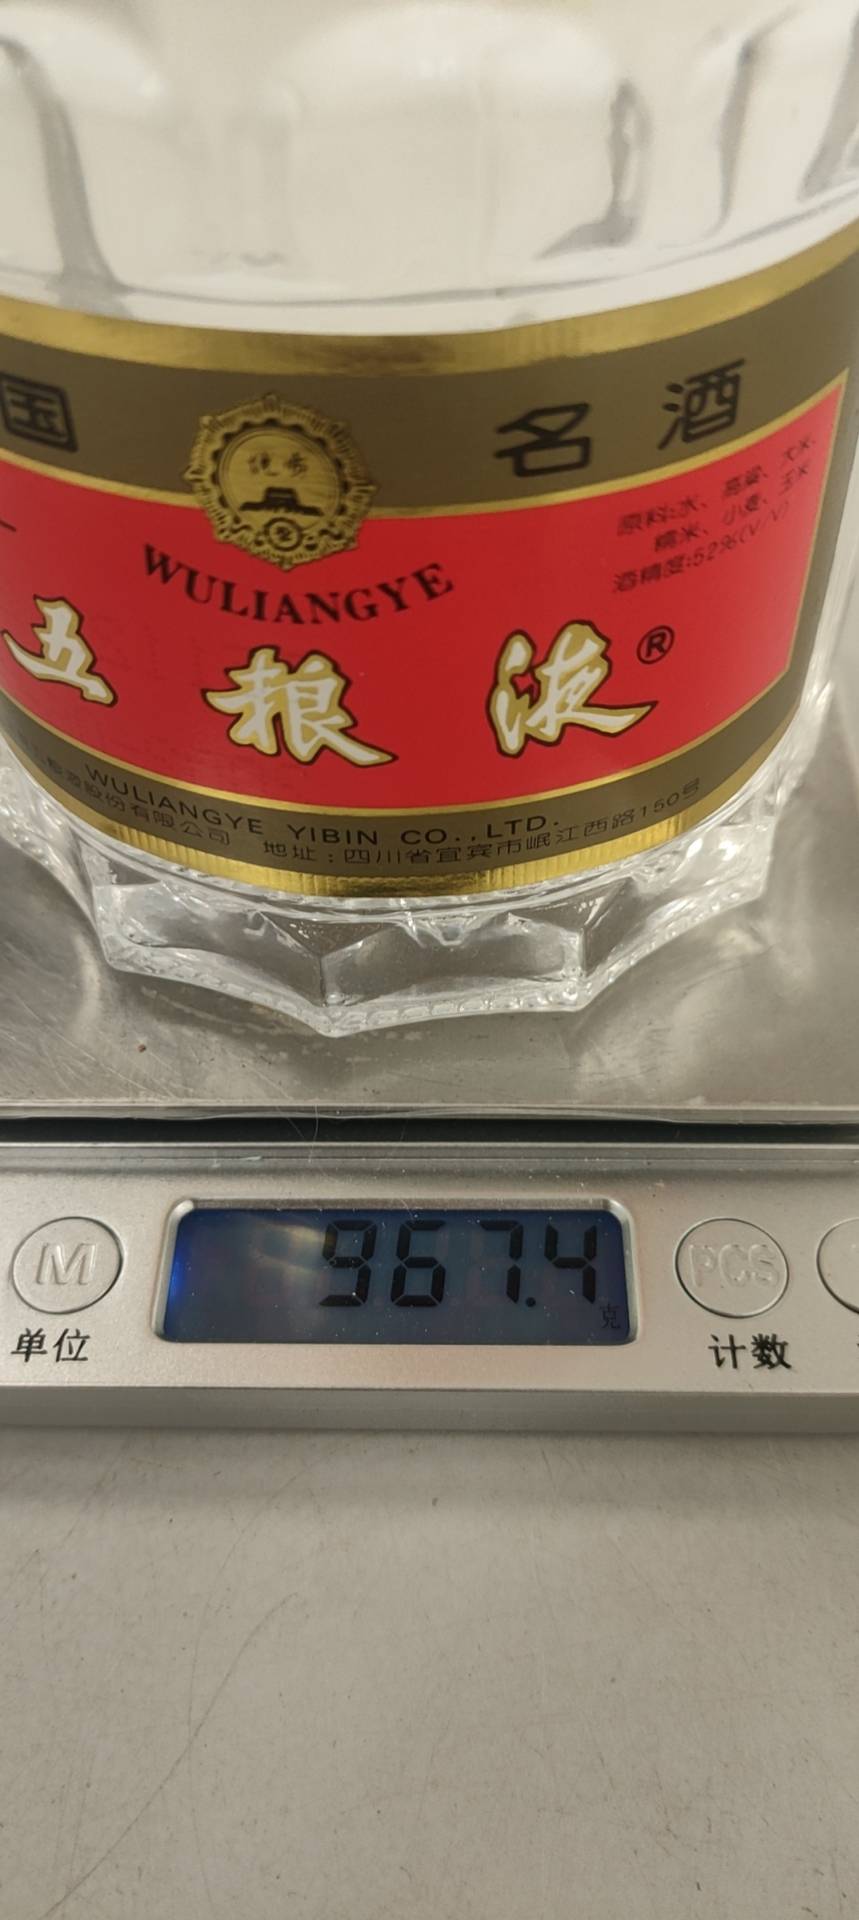 国 名 酒
原料:水、高粱、大米、
糯米、小麦、玉米
酒精度:52%(V/V)
WULIANGYE
五 粮 液 ®
WULIANGYE YIBIN CO.,LTD.
粮液股份有限公司 地址:四川省宜宾市岷江西路150号
967.4
克
M
单位
PCS
计数